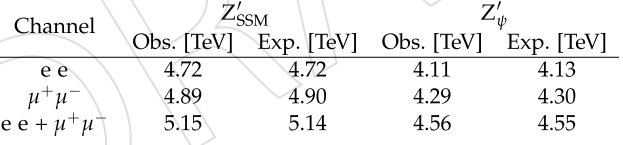 Channel Z′SSM Z′ψ
Obs. [TeV] Exp. [TeV] Obs. [TeV] Exp. [TeV]
e e 4.72 4.72 4.11 4.13
μ+μ− 4.89 4.90 4.29 4.30
e e + μ+μ− 5.15 5.14 4.56 4.55